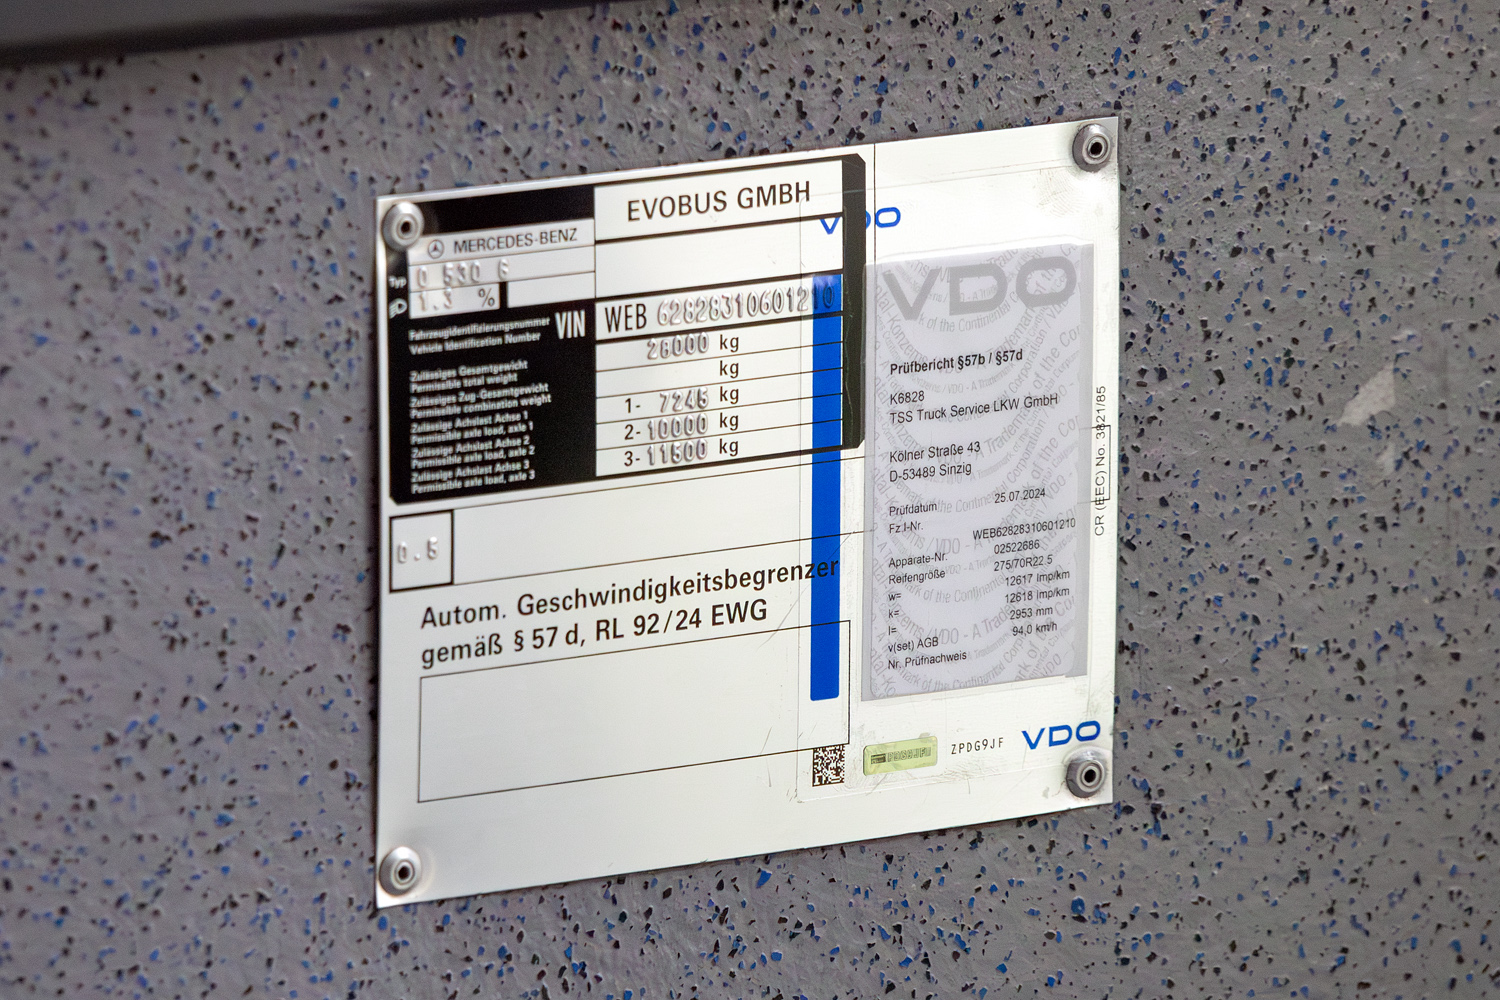 EVOBUS GMBH
MERCEDES-BENZ
Typ O 530 G
1.3 %
Fahrzeugidentifizierungsnummer
Vehicle Identification Number
VIN
WEB 62828310601210
Zulässiges Gesamtgewicht
Permissible total weight
28000 kg
Zulässiges Zug-Gesamtgewicht
Permissible combination weight
kg
Zulässige Achslast Achse 1
Permissible axle load, axle 1
1- 7245 kg
Zulässige Achslast Achse 2
Permissible axle load, axle 2
2- 10000 kg
Zulässige Achslast Achse 3
Permissible axle load, axle 3
3- 11500 kg
0.5
Autom. Geschwindigkeitsbegrenzer
gemäß § 57 d, RL 92/24 EWG
VDO
VDO
Prüfbericht §57b / §57d
K6828
TSS Truck Service LKW GmbH
Kölner Straße 43
D-53489 Sinzig
Prüfdatum 25.07.2024
Fz.I-Nr. WEB62828310601210
Apparate-Nr. 02522686
Reifengröße 275/70R22 5
w= 12617 Imp/km
k= 12618 Imp/km
l= 2953 mm
v(set) AGB 94,0 km/h
Nr. Prüfnachweis
CR (EEC) No. 3821/85
ZPDG9JF
VDO